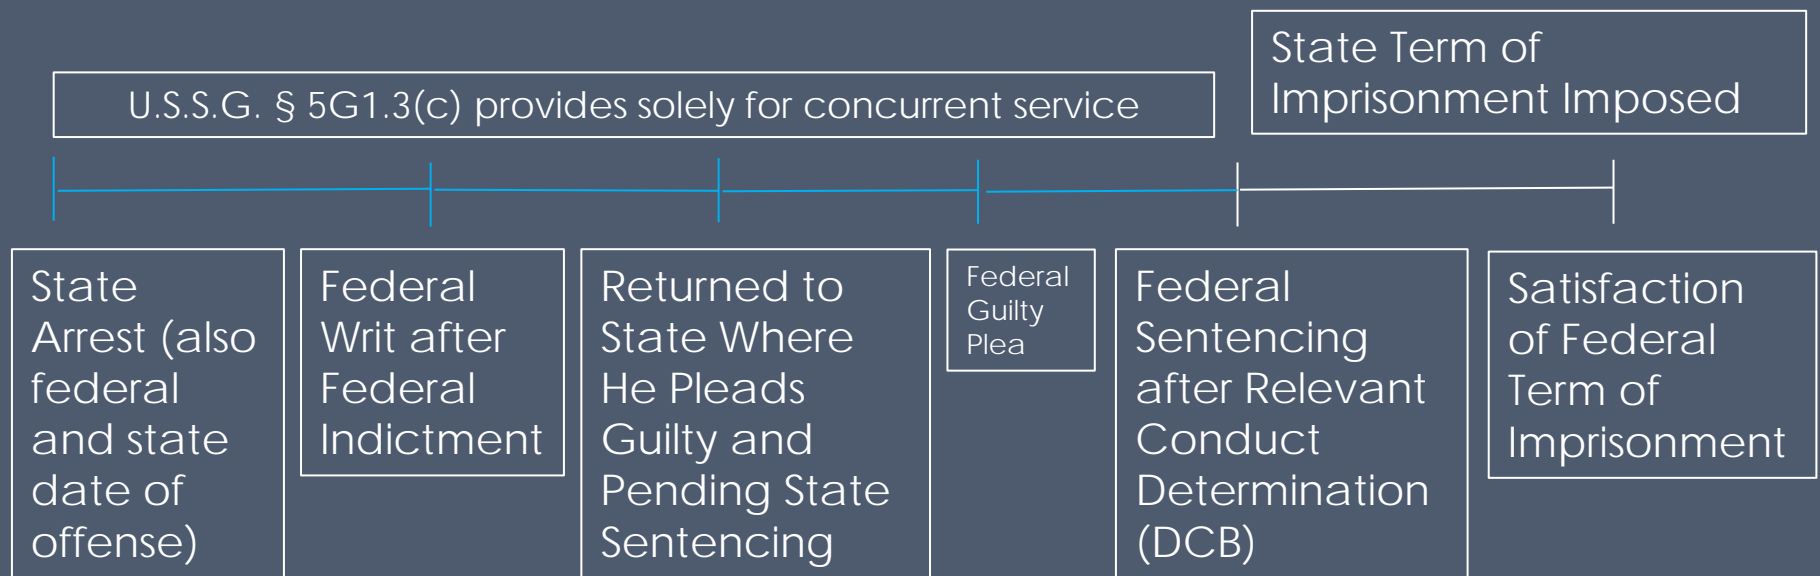 U.S.S.G. § 5G1.3(c) provides solely for concurrent service
State Term of
Imprisonment Imposed
State
Arrest (also
federal
and state
date of
offense)
Federal
Writ after
Federal
Indictment
Returned to
State Where
He Pleads
Guilty and
Pending State
Sentencing
Federal
Guilty
Plea
Federal
Sentencing
after Relevant
Conduct
Determination
(DCB)
Satisfaction
of Federal
Term of
Imprisonment